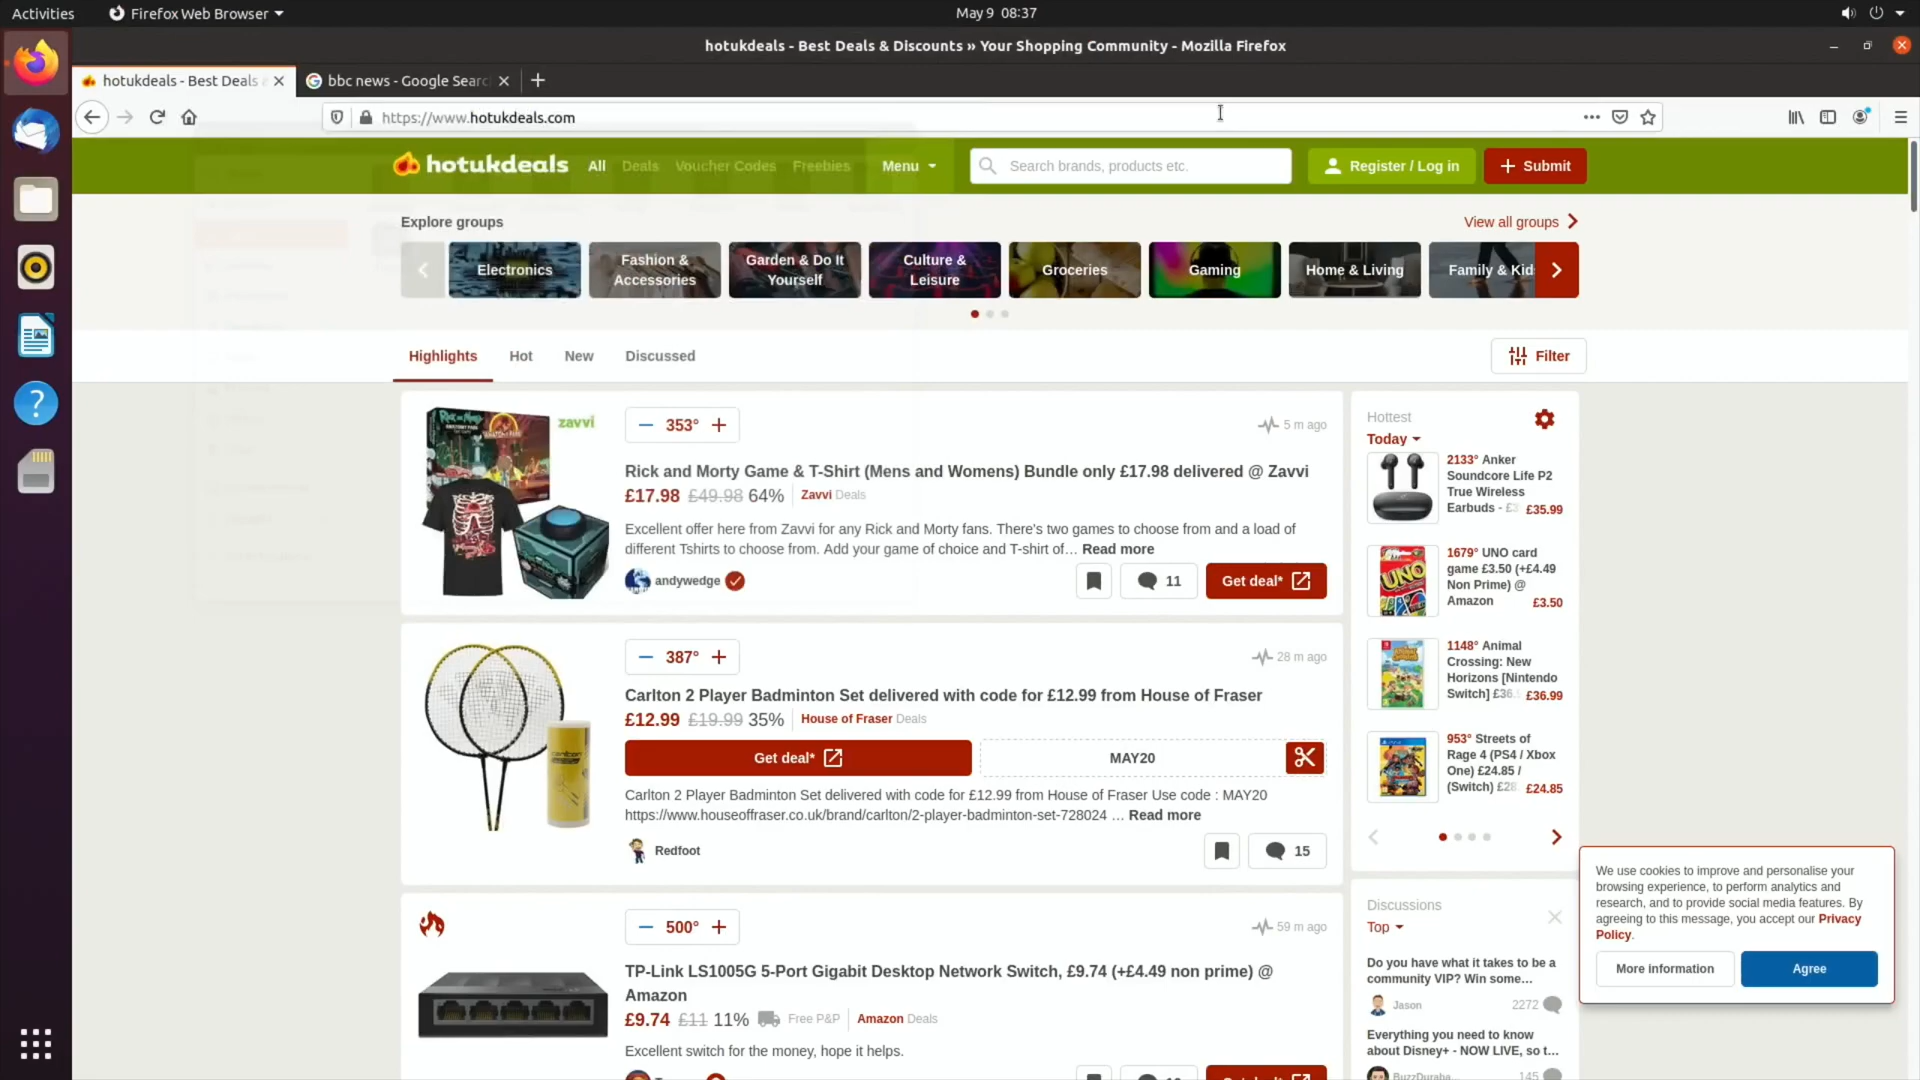 Activities
Firefox Web Browser
May 9 08:37
hotukdeals - Best Deals & Discounts » Your Shopping Community - Mozilla Firefox
hotukdeals - Best Deals
bbc news - Google Searc
https://www.hotukdeals.com
hotukdeals
All
Deals
Voucher Codes
Freebies
Menu
Search brands, products etc.
Register / Log in
Submit
Explore groups
View all groups
Electronics
Fashion &
Accessories
Garden & Do It
Yourself
Culture &
Leisure
Groceries
Gaming
Home & Living
Family & Kid
Highlights
Hot
New
Discussed
Filter
zavvi
353°
5 m ago
Rick and Morty Game & T-Shirt (Mens and Womens) Bundle only £17.98 delivered @ Zavvi
£17.98 £49.98 64% Zavvi Deals
Excellent offer here from Zavvi for any Rick and Morty fans. There's two games to choose from and a load of
different Tshirts to choose from. Add your game of choice and T-shirt of… Read more
andywedge
11
Get deal*
387°
28 m ago
Carlton 2 Player Badminton Set delivered with code for £12.99 from House of Fraser
£12.99 £19.99 35% House of Fraser Deals
Get deal*
MAY20
Carlton 2 Player Badminton Set delivered with code for £12.99 from House of Fraser Use code : MAY20
https://www.houseoffraser.co.uk/brand/carlton/2-player-badminton-set-728024 … Read more
Redfoot
15
500°
59 m ago
TP-Link LS1005G 5-Port Gigabit Desktop Network Switch, £9.74 (+£4.49 non prime) @
Amazon
£9.74 £11 11% Free P&P Amazon Deals
Excellent switch for the money, hope it helps.
Hottest
Today
2133° Anker
Soundcore Life P2
True Wireless
Earbuds - £3
£35.99
UNO
1679° UNO card
game £3.50 (+£4.49
Non Prime) @
Amazon
£3.50
1148° Animal
Crossing: New
Horizons [Nintendo
Switch] £36.9
£36.99
953° Streets of
Rage 4 (PS4 / Xbox
One) £24.85 /
(Switch) £28
£24.85
Discussions
Top
Do you have what it takes to be a
community VIP? Win some…
Jason
2272
Everything you need to know
about Disney+ - NOW LIVE, so t…
BuzzDuraba…
145
We use cookies to improve and personalise your
browsing experience, to perform analytics and
research, and to provide social media features. By
agreeing to this message, you accept our Privacy
Policy.
More information
Agree